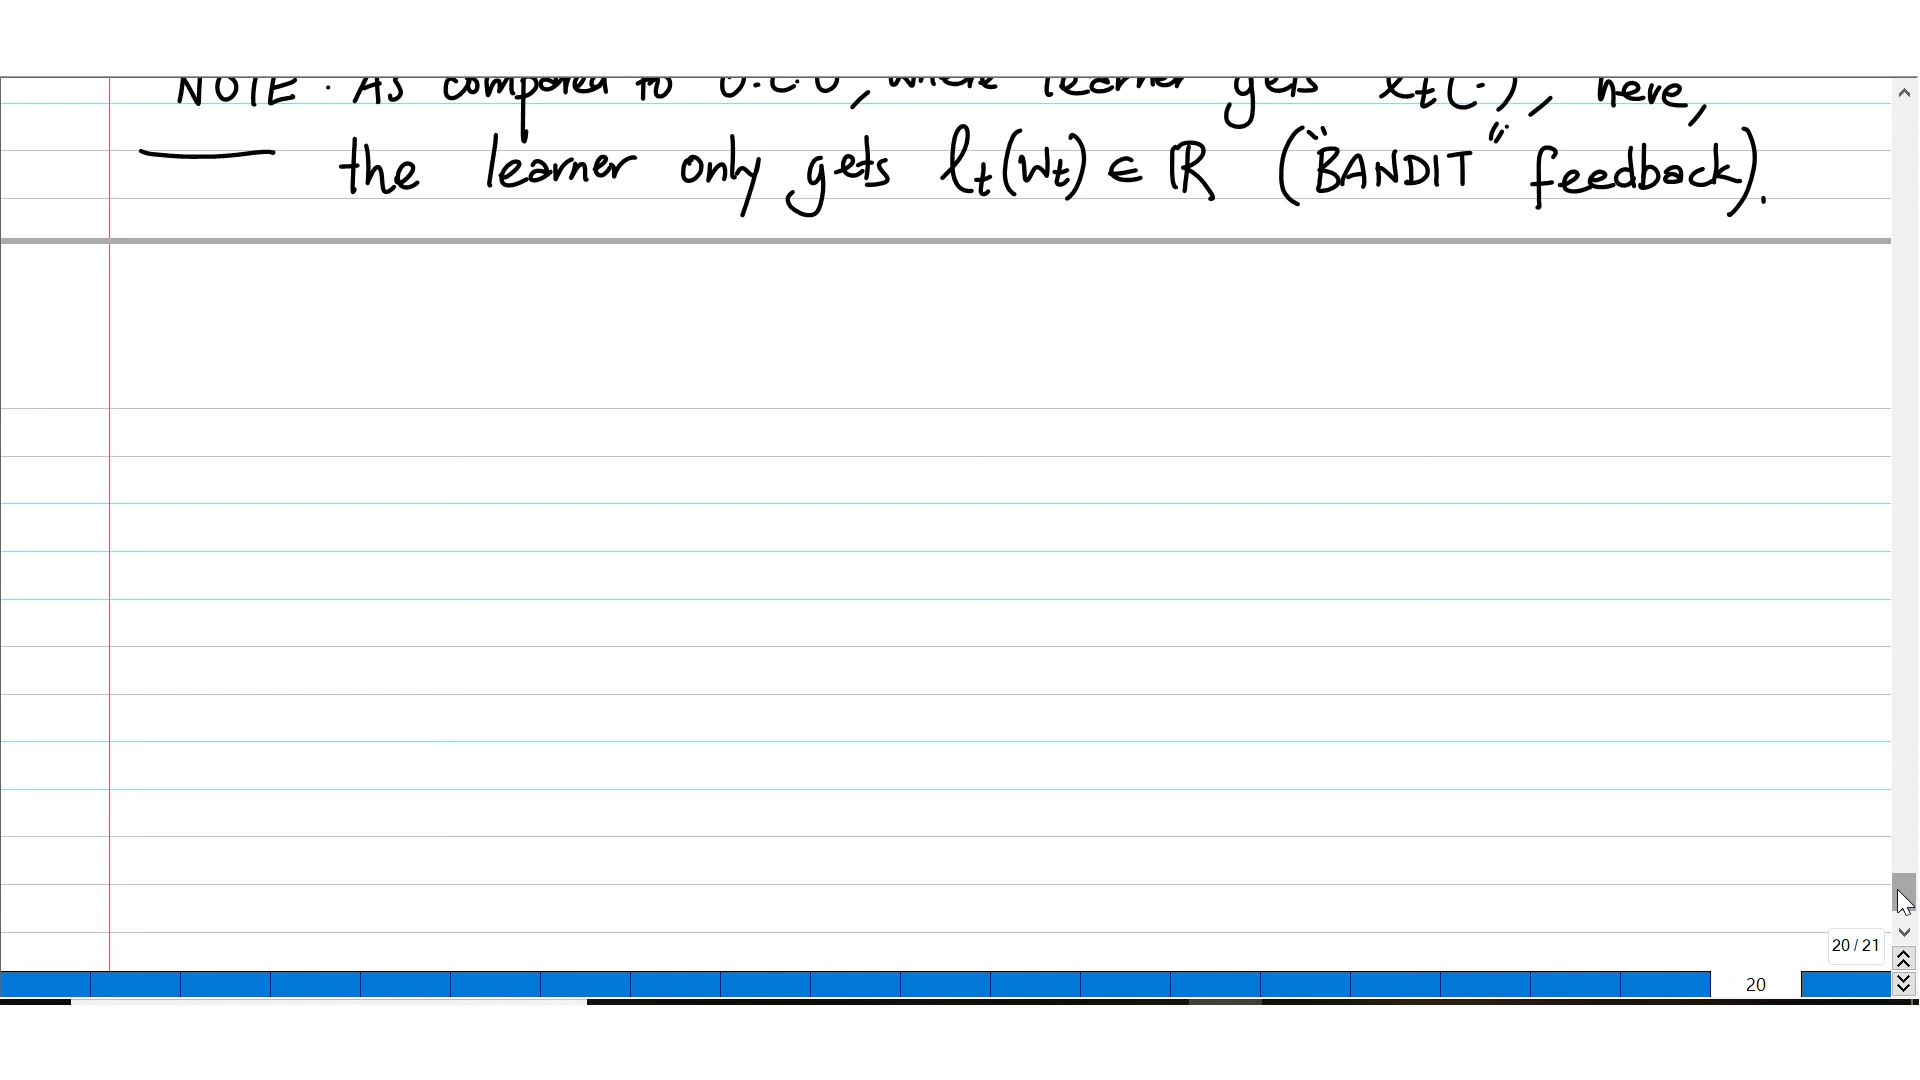 NOTE : As compared to O.C.O, where learner gets lt(·), here,
the learner only gets lt(Wt) ∈ ℝ ("BANDIT" feedback).
20 / 21
20